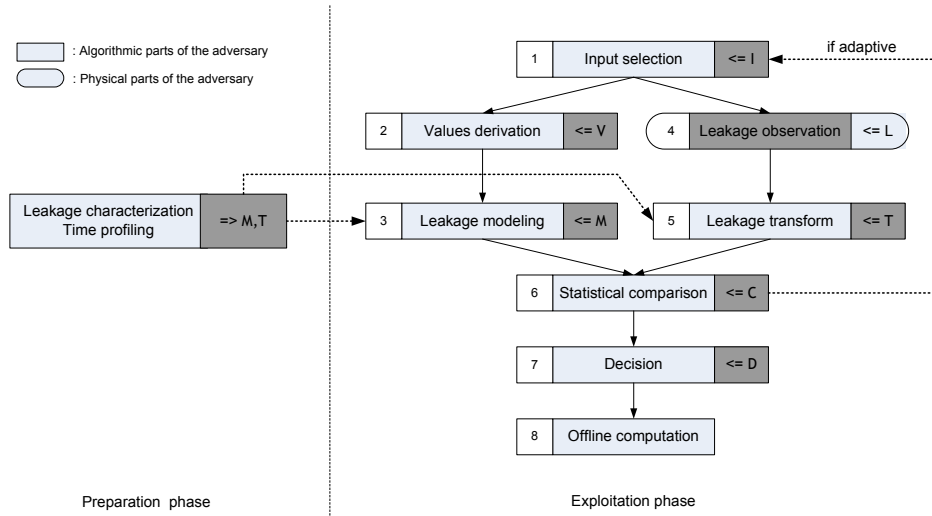 : Algorithmic parts of the adversary
: Physical parts of the adversary
1 Input selection <= I
if adaptive
2 Values derivation <= V
4 Leakage observation <= L
Leakage characterization
Time profiling
=> M,T
3 Leakage modeling <= M
5 Leakage transform <= T
6 Statistical comparison <= C
7 Decision <= D
8 Offline computation
Preparation phase
Exploitation phase